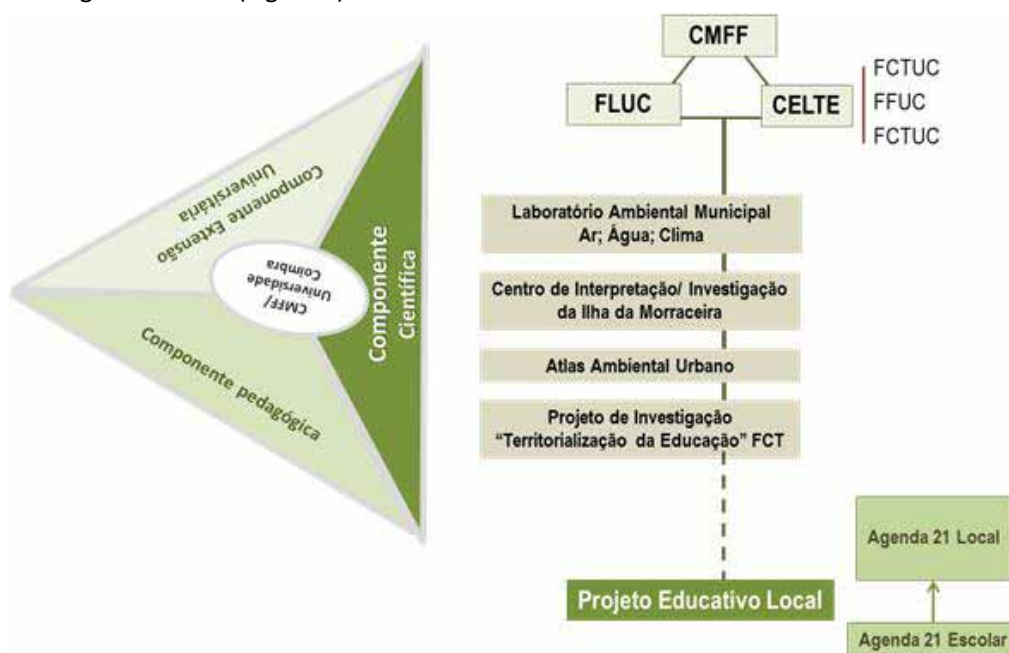 CMFF
FLUC
CELTE
FCTUC
FFUC
FCTUC
Componente Extensão
Universitária
CMFF/
Universidade
Coimbra
Componente
Científica
Componente pedagógica
Laboratório Ambiental Municipal
Ar; Água; Clima
Centro de Interpretação/ Investigação
da Ilha da Morraceira
Atlas Ambiental Urbano
Projeto de Investigação
“Territorialização da Educação” FCT
Agenda 21 Local
Projeto Educativo Local
Agenda 21 Escolar